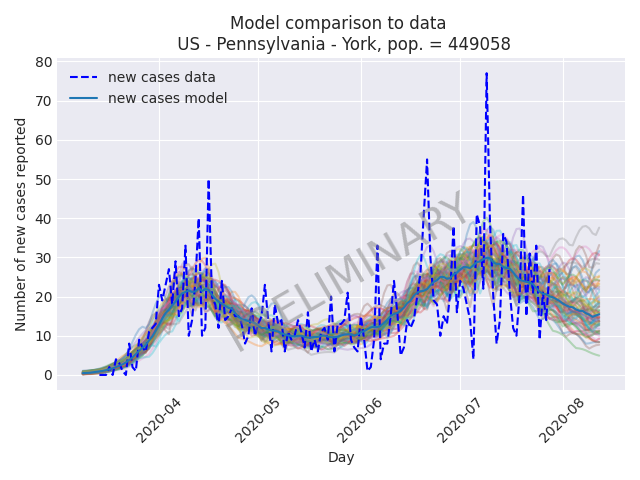 Model comparison to data
US - Pennsylvania - York, pop. = 449058
new cases data
new cases model
PRELIMINARY
Number of new cases reported
80
70
60
50
40
30
20
10
0
2020-04
2020-05
2020-06
2020-07
2020-08
Day